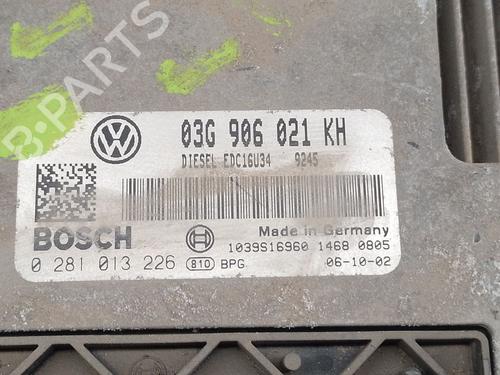 B-PARTS
03G 906 021 KH
DIESEL EDC16U34 9245
BOSCH
Made in Germany
1039S16960 1468 0805
0 281 013 226 810 BPG 06-10-02